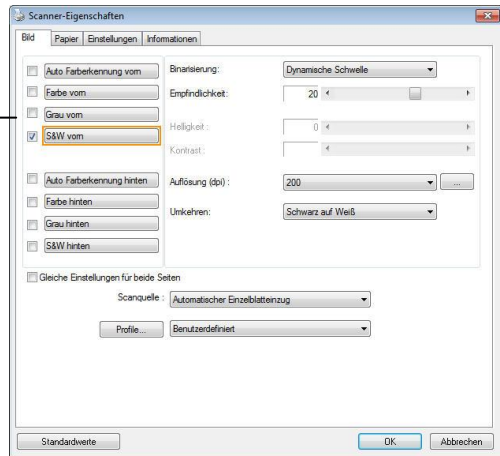 Scanner-Eigenschaften
Bild Papier Einstellungen Informationen
Auto Farberkennung vorn
Farbe vorn
Grau vorn
S&W vorn
Auto Farberkennung hinten
Farbe hinten
Grau hinten
S&W hinten
Binarisierung: Dynamische Schwelle
Empfindlichkeit: 20
Helligkeit : 0
Kontrast :
Auflösung (dpi) : 200 ...
Umkehren: Schwarz auf Weiß
Gleiche Einstellungen für beide Seiten
Scanquelle : Automatischer Einzelblatteinzug
Profile... Benutzerdefiniert
Standardwerte OK Abbrechen